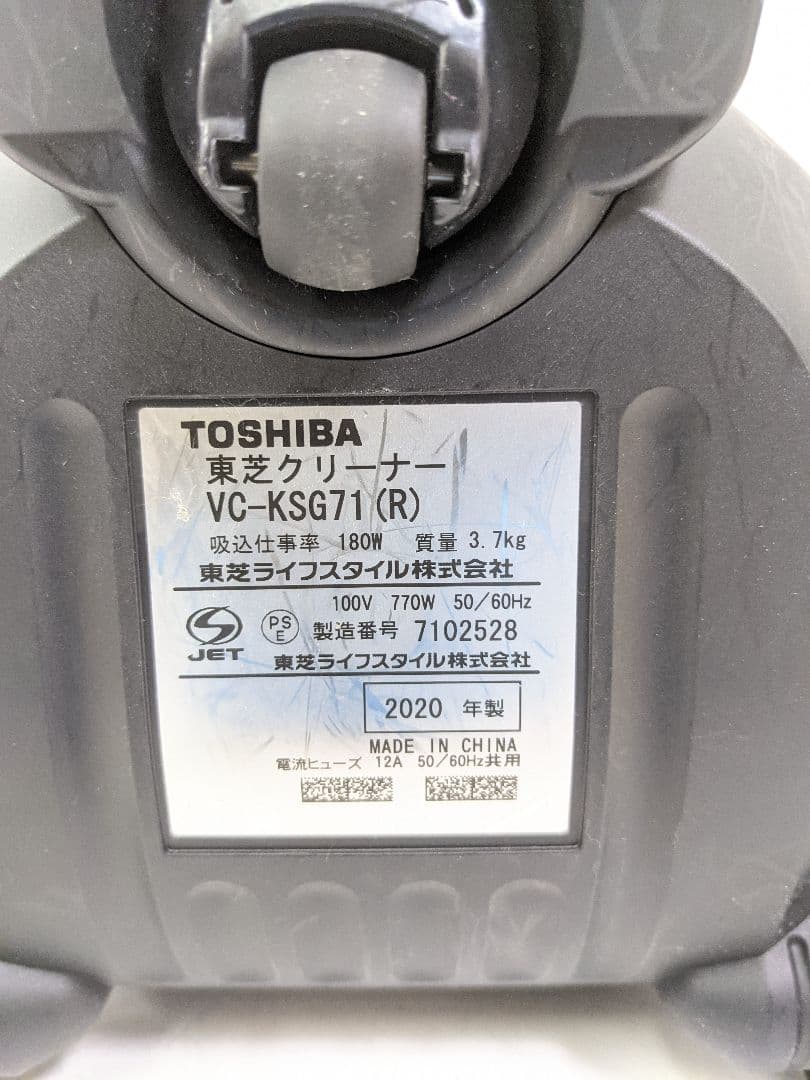 TOSHIBA
東芝クリーナー
VC-KSG71(R)
吸込仕事率 180W 質量 3.7kg
東芝ライフスタイル株式会社
100V 770W 50/60Hz
JET PSE 製造番号 7102528
東芝ライフスタイル株式会社
2020 年製
MADE IN CHINA
電流ヒューズ 12A 50/60Hz共用